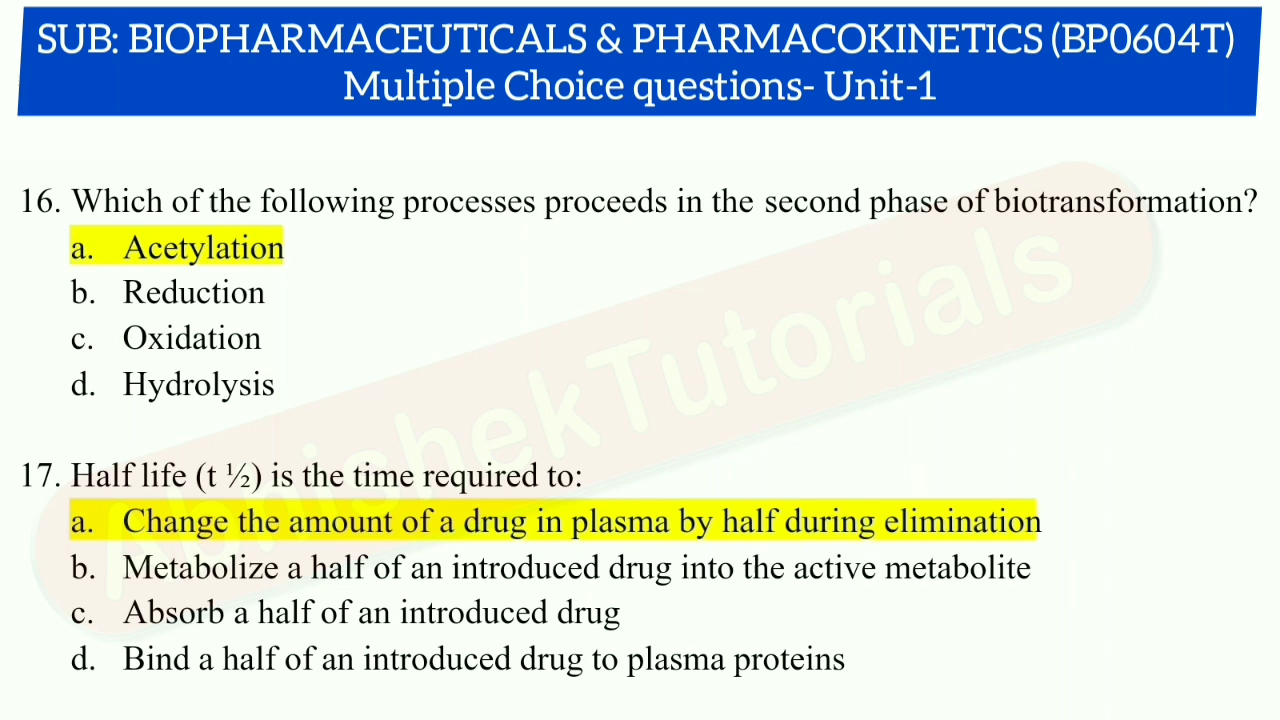 SUB: BIOPHARMACEUTICALS & PHARMACOKINETICS (BP0604T)
Multiple Choice questions- Unit-1
16. Which of the following processes proceeds in the second phase of biotransformation?
a. Acetylation
b. Reduction
c. Oxidation
d. Hydrolysis
17. Half life (t ½) is the time required to:
a. Change the amount of a drug in plasma by half during elimination
b. Metabolize a half of an introduced drug into the active metabolite
c. Absorb a half of an introduced drug
d. Bind a half of an introduced drug to plasma proteins
AbhishekTutorials